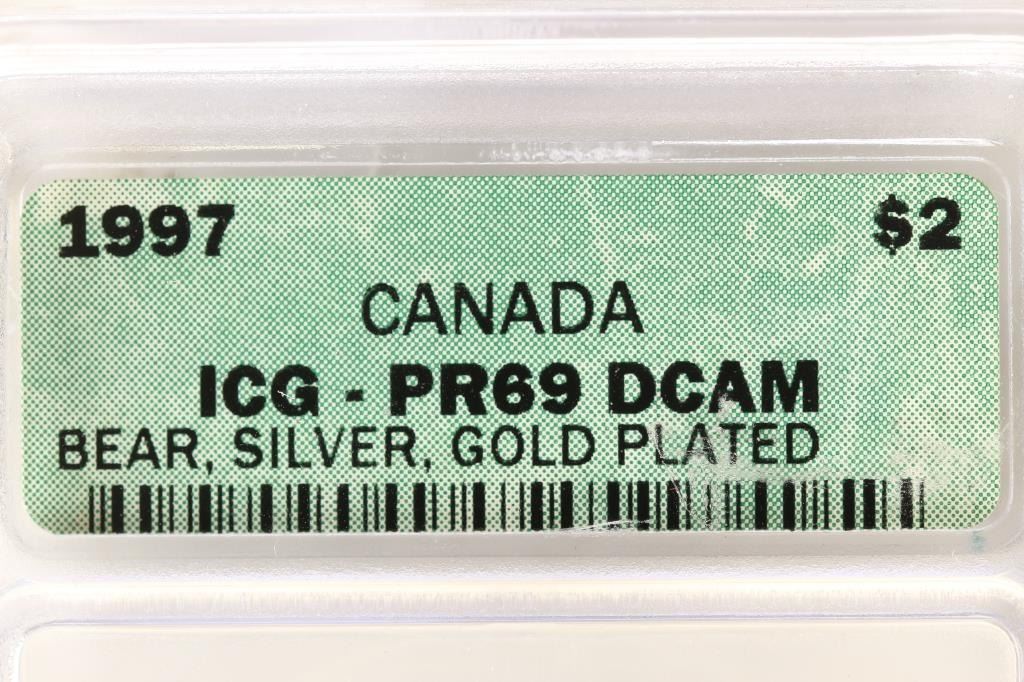 1997 $2
CANADA
ICG - PR69 DCAM
BEAR, SILVER, GOLD PLATED